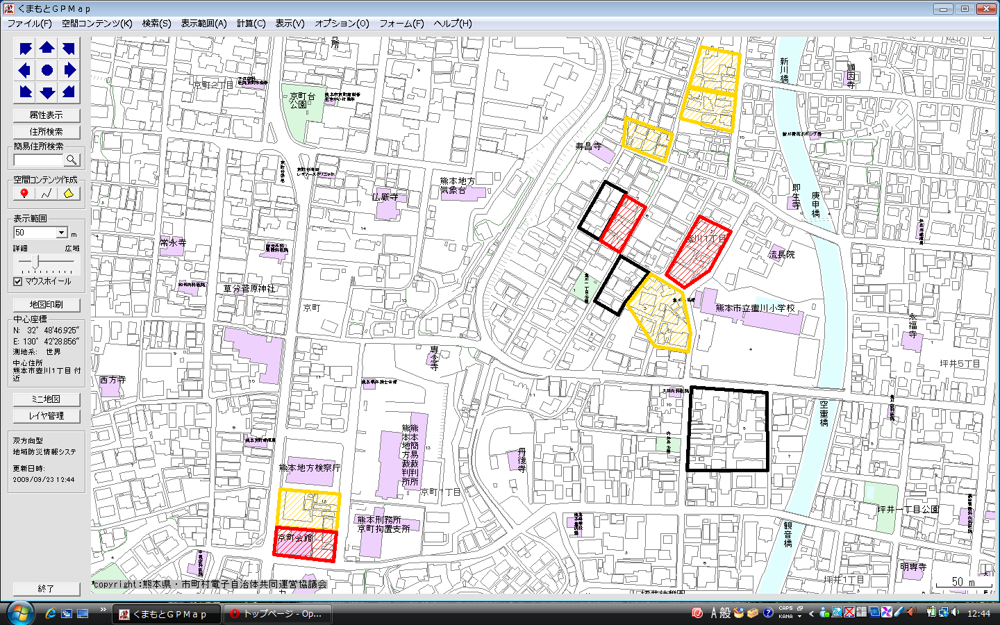 くまもとＧＰＭａｐ
ファイル(F) 空間コンテンツ(K) 検索(S) 表示範囲(A) 計算(C) 表示(V) オプション(O) フォーム(F) ヘルプ(H)
属性表示
住所検索
簡易住所検索
空間コンテンツ作成
表示範囲
50 m
詳細 広域
マウスホイール
地図印刷
中心座標
N: 32° 48'46.925"
E: 130° 42'28.856"
測地系: 世界
中心住所
熊本市壺川１丁目 付
近
ミニ地図
レイヤ管理
双方向型
地域防災情報システ
更新日時:
2009/09/23 12:44
終了
京町２丁目
京町台
公園
新川橋
順因寺
寿昌寺
熊本地方
気象台
仏厳寺
即生寺
庚申橋
常永寺
壺川１丁目
流長院
草分菅原神社
京町
熊本市立壷川小学校
永福寺
坪井５丁目
専念寺
西方寺
空壷橋
熊本地方裁判所
熊本簡易裁判所
丹後寺
熊本地方検察庁
京町１丁目
坪井一丁目公園
熊本刑務所
京町拘置支所
京町会館
観音橋
明専寺
坪井１丁目
50 m
*copyright:熊本県・市町村電子自治体共同運営協議会
くまもとＧＰＭａｐ
トップページ - Op...
A 般
CAPS
KANA
12:44